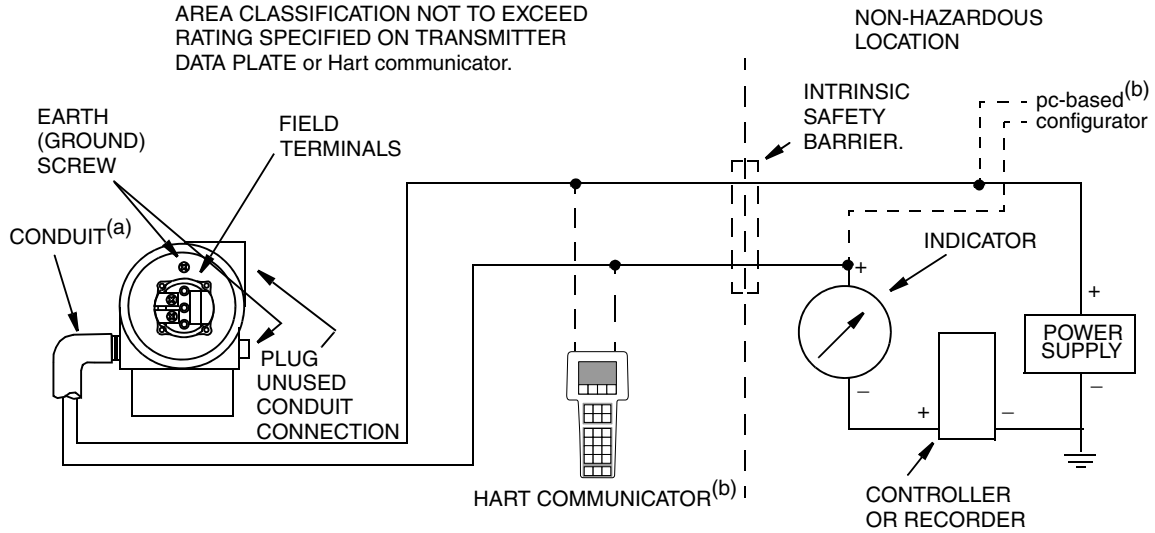 AREA CLASSIFICATION NOT TO EXCEED
RATING SPECIFIED ON TRANSMITTER
DATA PLATE or Hart communicator.
NON-HAZARDOUS
LOCATION
EARTH
(GROUND)
SCREW
FIELD
TERMINALS
INTRINSIC
SAFETY
BARRIER.
pc-based(b)
configurator
CONDUIT(a)
INDICATOR
+
−
+
POWER
SUPPLY
−
+
−
PLUG
UNUSED
CONDUIT
CONNECTION
HART COMMUNICATOR(b)
CONTROLLER
OR RECORDER